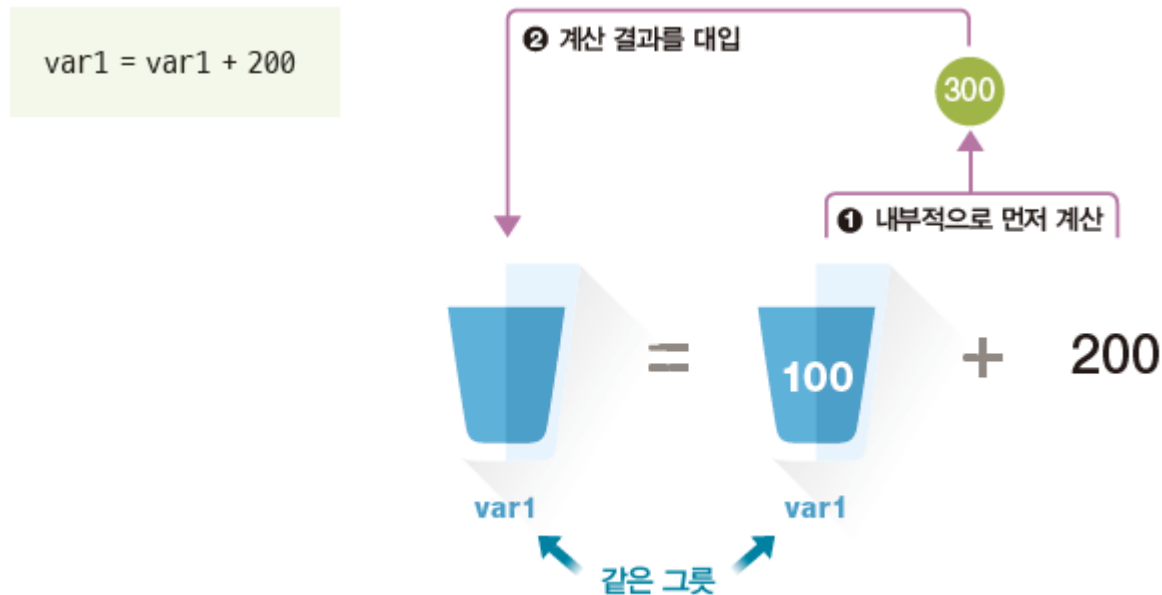 var1 = var1 + 200
❷ 계산 결과를 대입
300
❶ 내부적으로 먼저 계산
= 100 + 200
var1 var1
같은 그릇